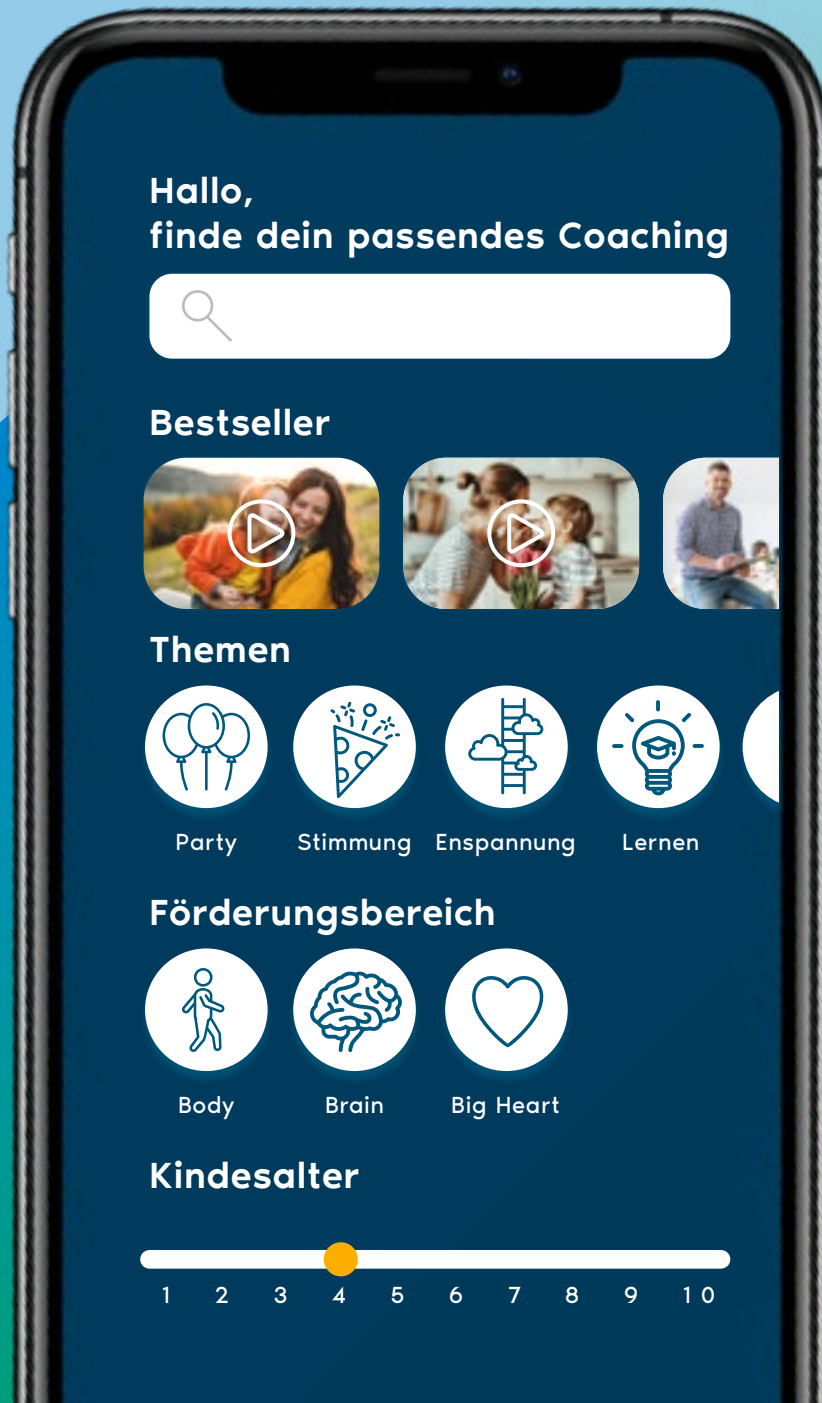 Hallo,
finde dein passendes Coaching
Bestseller
Themen
Party Stimmung Enspannung Lernen
Förderungsbereich
Body Brain Big Heart
Kindesalter
1 2 3 4 5 6 7 8 9 10